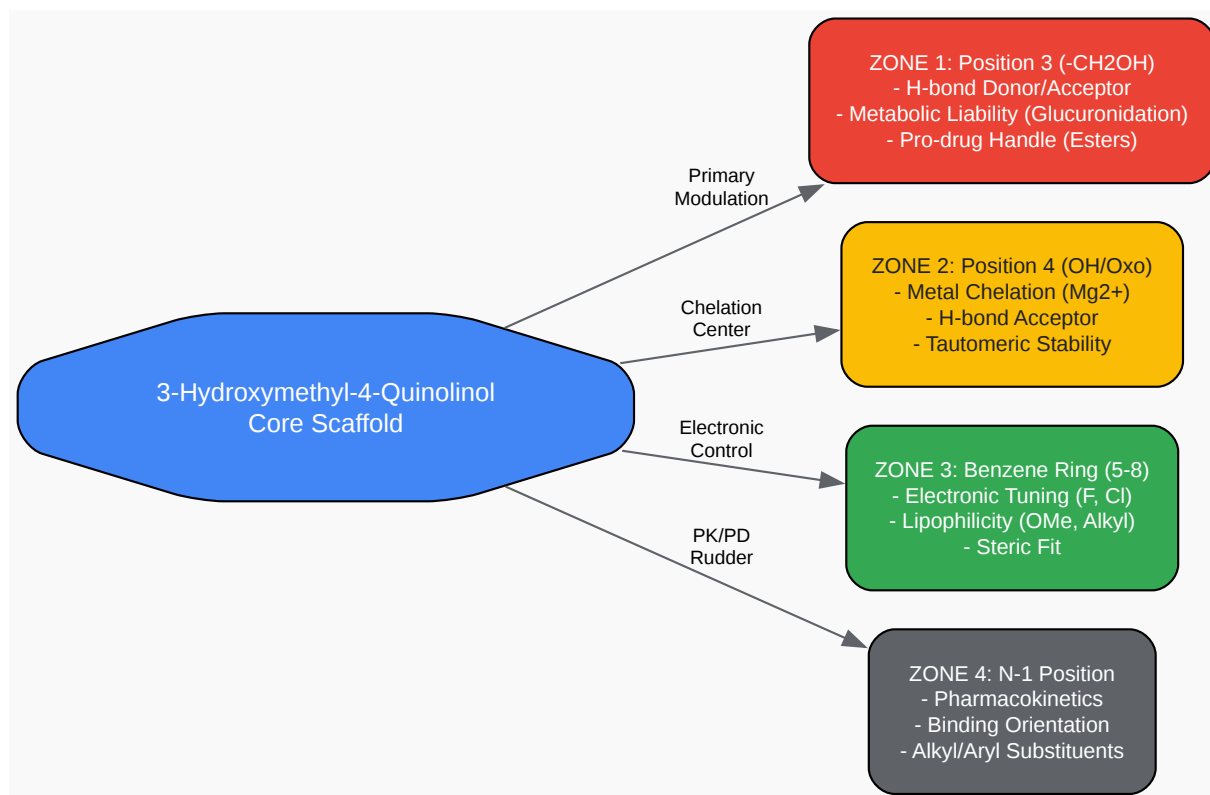 3-Hydroxymethyl-4-Quinolinol
Core Scaffold
Primary
Modulation
Chelation
Center
Electronic
Control
PK/PD
Rudder
ZONE 1: Position 3 (-CH2OH)
- H-bond Donor/Acceptor
- Metabolic Liability (Glucuronidation)
- Pro-drug Handle (Esters)
ZONE 2: Position 4 (OH/Oxo)
- Metal Chelation (Mg2+)
- H-bond Acceptor
- Tautomeric Stability
ZONE 3: Benzene Ring (5-8)
- Electronic Tuning (F, Cl)
- Lipophilicity (OMe, Alkyl)
- Steric Fit
ZONE 4: N-1 Position
- Pharmacokinetics
- Binding Orientation
- Alkyl/Aryl Substituents